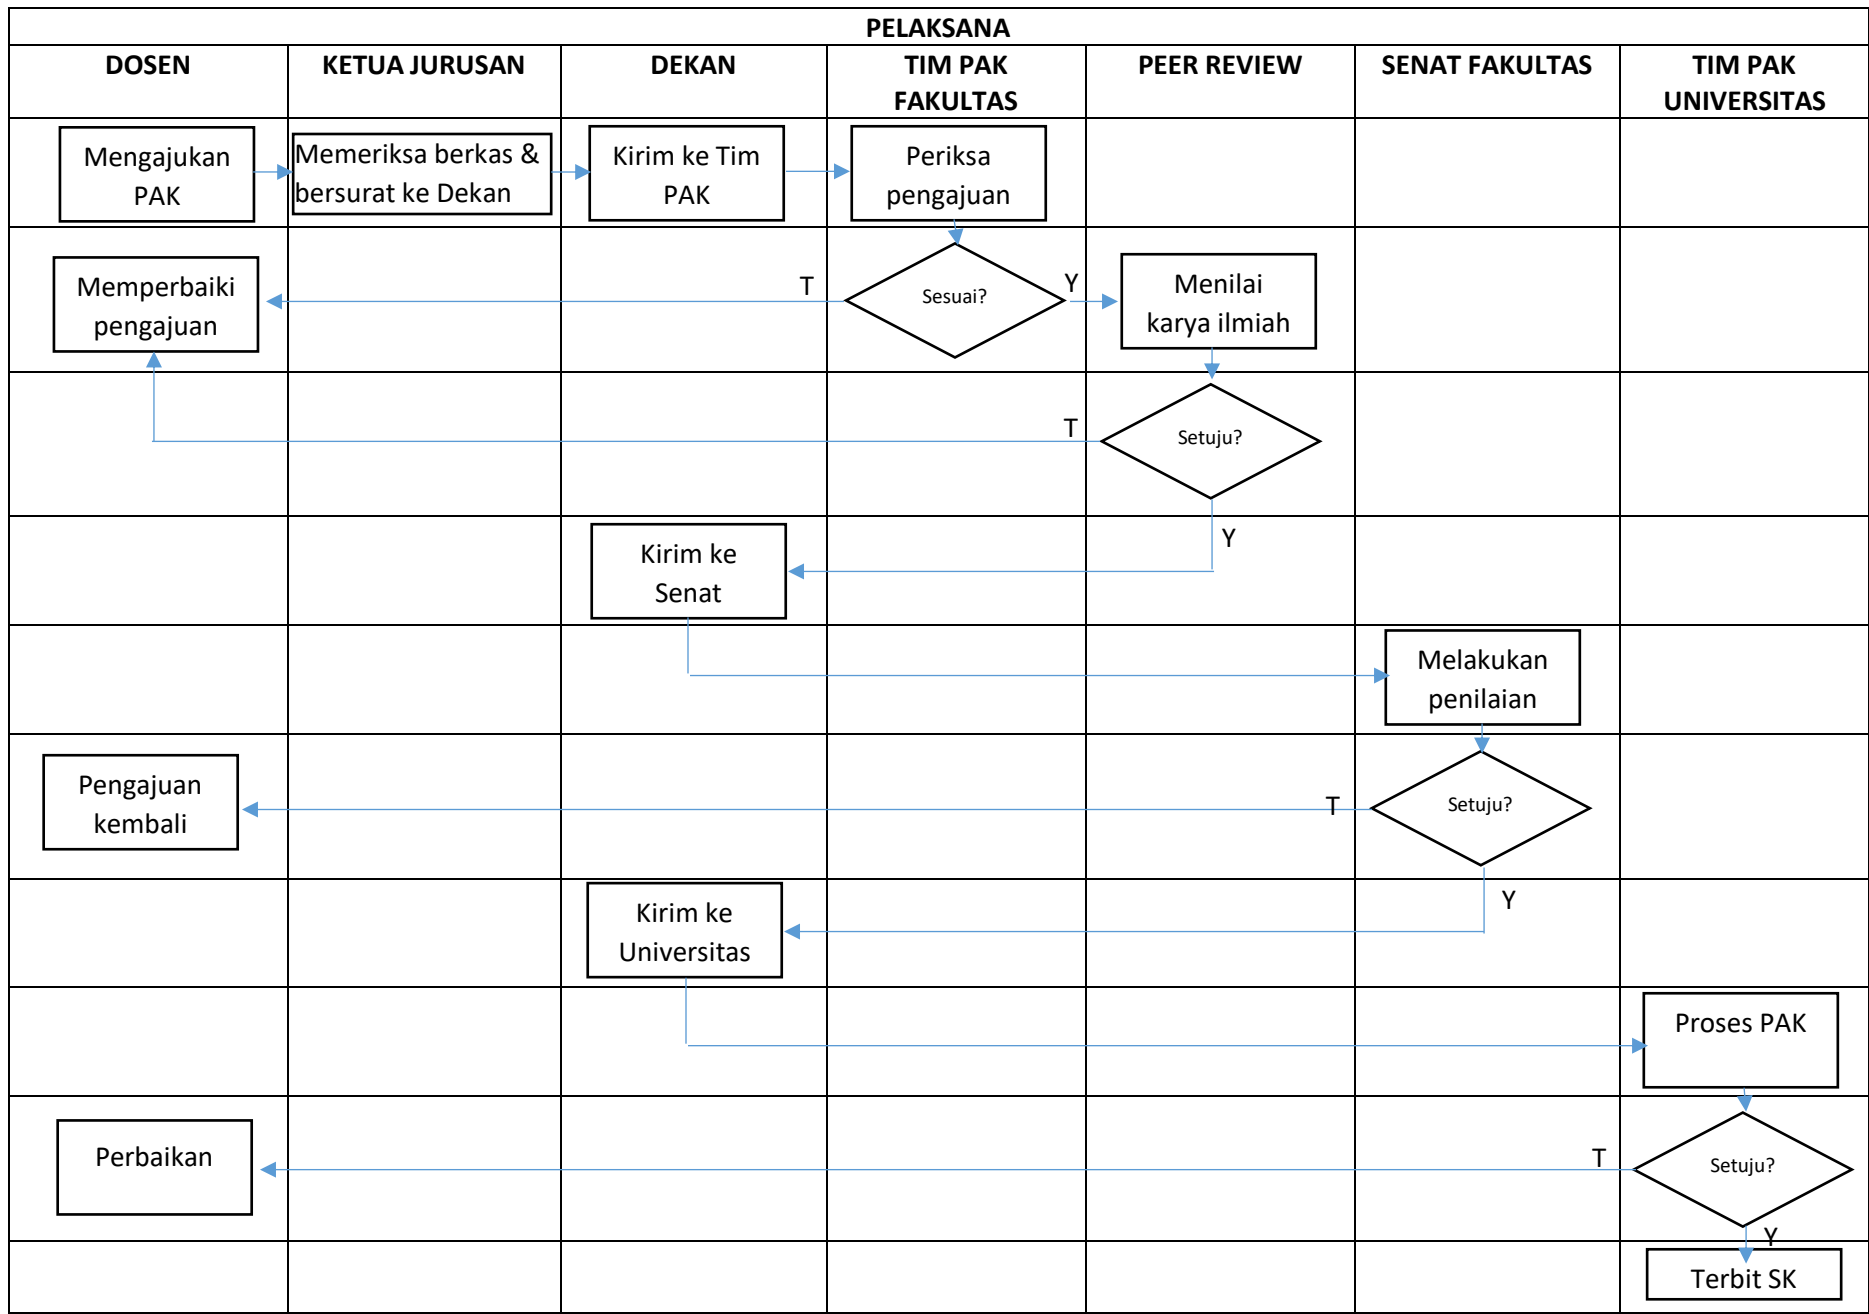 PELAKSANA
DOSEN
KETUA JURUSAN
DEKAN
TIM PAK
FAKULTAS
PEER REVIEW
SENAT FAKULTAS
TIM PAK
UNIVERSITAS
Mengajukan
PAK
Memeriksa berkas &
bersurat ke Dekan
Kirim ke Tim
PAK
Periksa
pengajuan
Memperbaiki
pengajuan
T
Sesuai?
Y
Menilai
karya ilmiah
T
Setuju?
Kirim ke
Senat
Y
Melakukan
penilaian
Pengajuan
kembali
T
Setuju?
Kirim ke
Universitas
Y
Proses PAK
Perbaikan
T
Setuju?
Y
Terbit SK